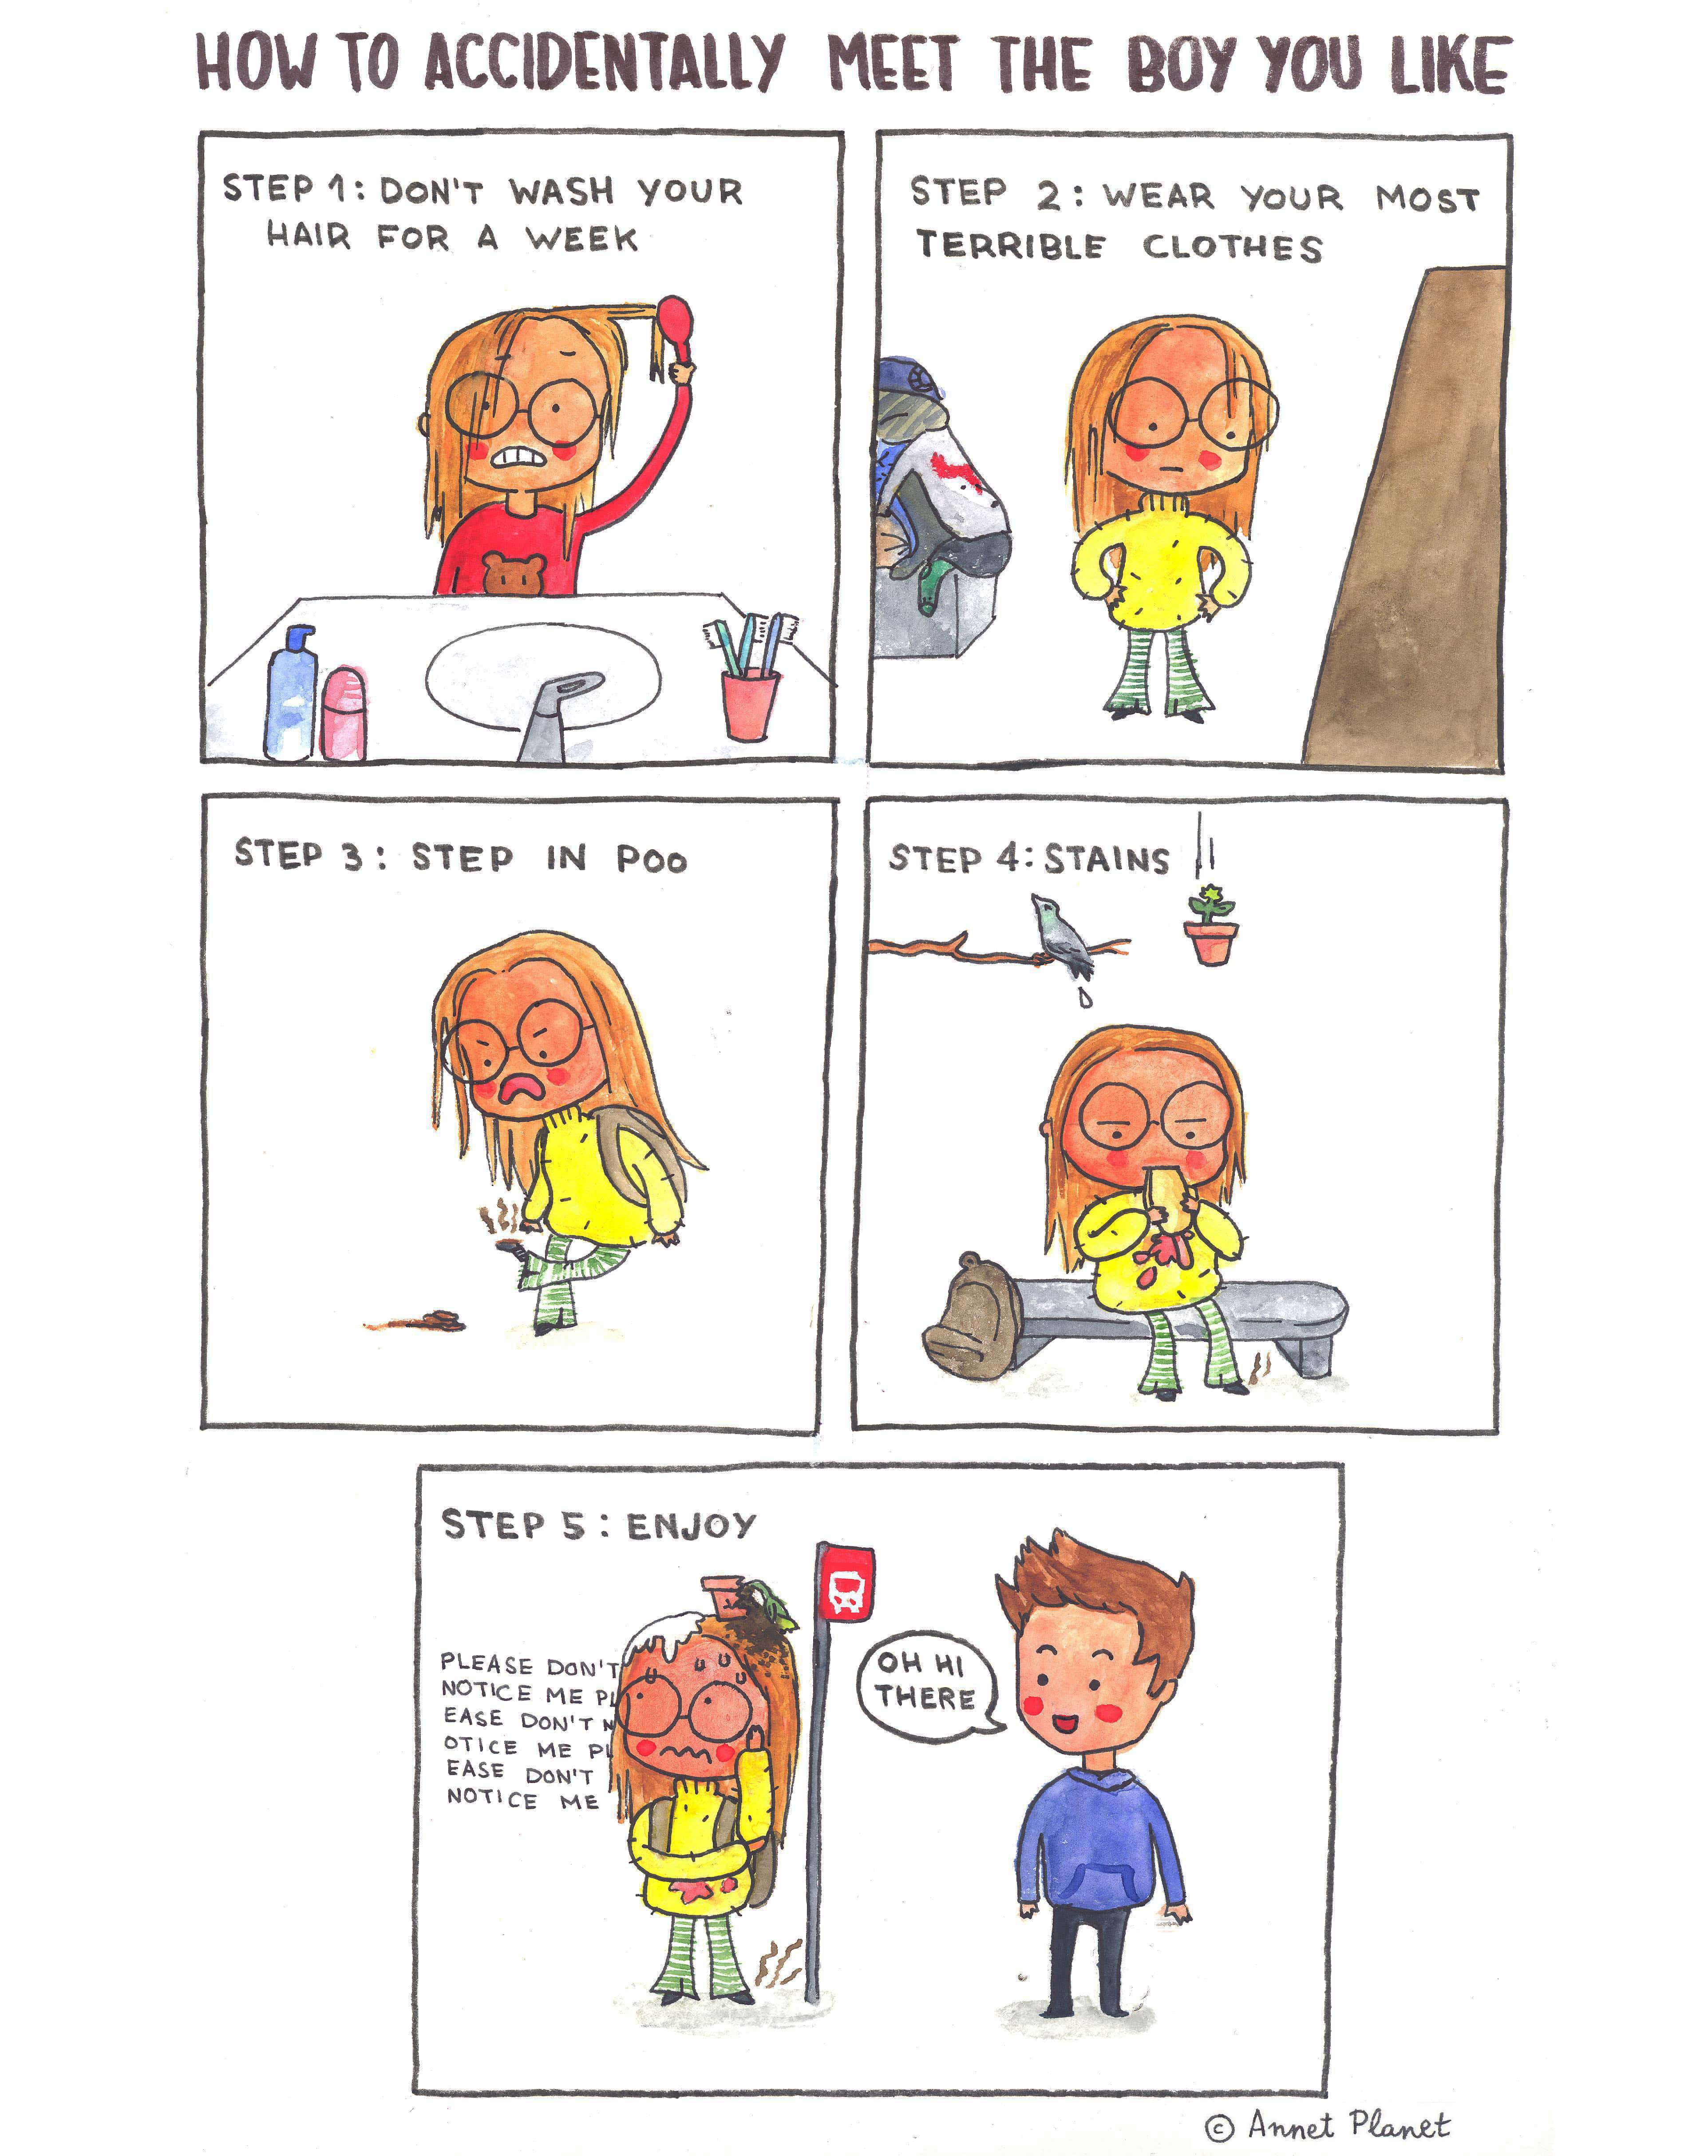 HOW TO ACCIDENTALLY MEET THE BOY YOU LIKE
STEP 1: DON'T WASH YOUR
HAIR FOR A WEEK
STEP 2: WEAR YOUR MOST
TERRIBLE CLOTHES
STEP 3: STEP IN POO
STEP 4: STAINS
STEP 5: ENJOY
PLEASE DON'T
NOTICE ME PL
EASE DON'T N
OTICE ME PL
EASE DON'T
NOTICE ME
OH HI
THERE
© Annet Planet